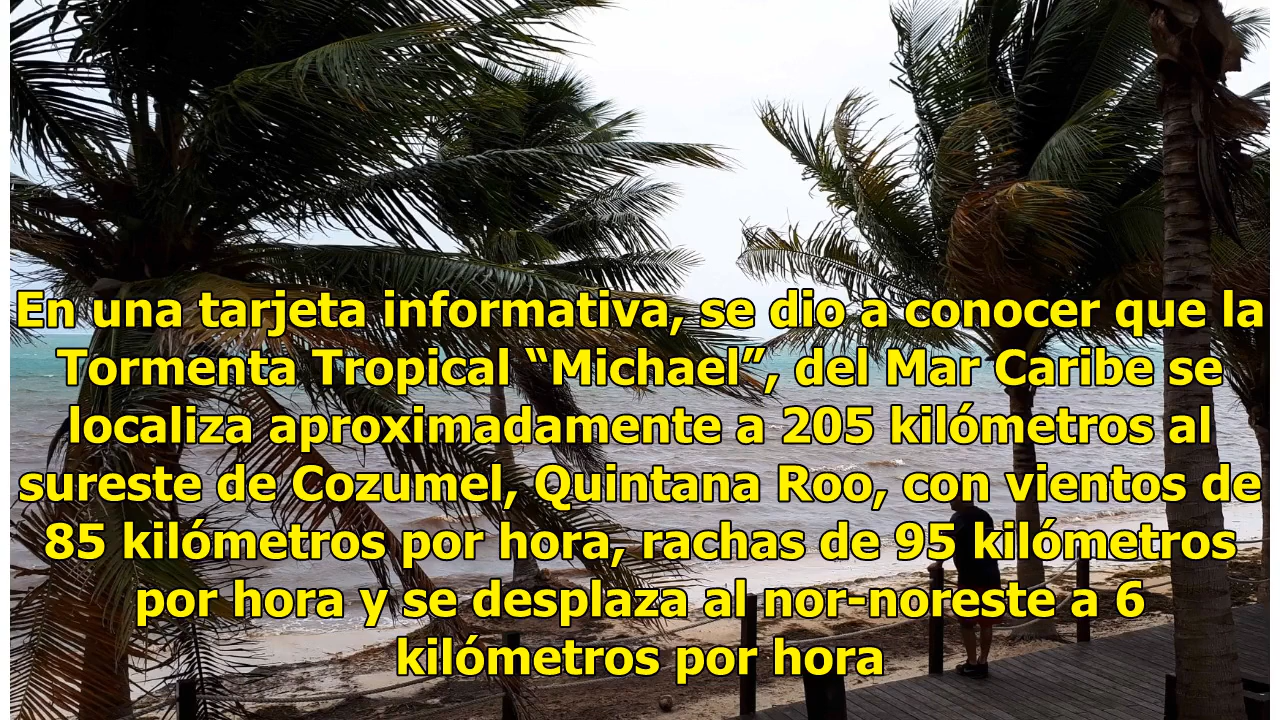 En una tarjeta informativa, se dio a conocer que la
Tormenta Tropical “Michael”, del Mar Caribe se
localiza aproximadamente a 205 kilómetros al
sureste de Cozumel, Quintana Roo, con vientos de
85 kilómetros por hora, rachas de 95 kilómetros
por hora y se desplaza al nor-noreste a 6
kilómetros por hora